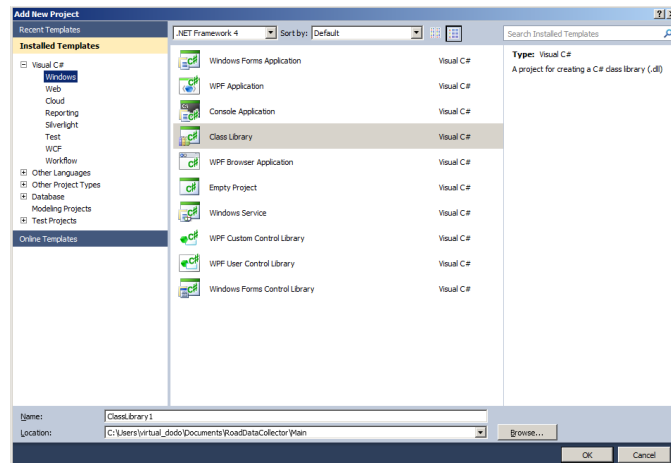 Add New Project
Recent Templates
Installed Templates
Visual C#
Windows
Web
Cloud
Reporting
Silverlight
Test
WCF
Workflow
Other Languages
Other Project Types
Database
Modeling Projects
Test Projects
Online Templates
.NET Framework 4 Sort by: Default
Windows Forms Application Visual C#
WPF Application Visual C#
Console Application Visual C#
Class Library Visual C#
WPF Browser Application Visual C#
Empty Project Visual C#
Windows Service Visual C#
WPF Custom Control Library Visual C#
WPF User Control Library Visual C#
Windows Forms Control Library Visual C#
Search Installed Templates
Type: Visual C#
A project for creating a C# class library (.dll)
Name: ClassLibrary1
Location: C:\Users\virtual_dodo\Documents\RoadDataCollector\Main Browse...
OK Cancel